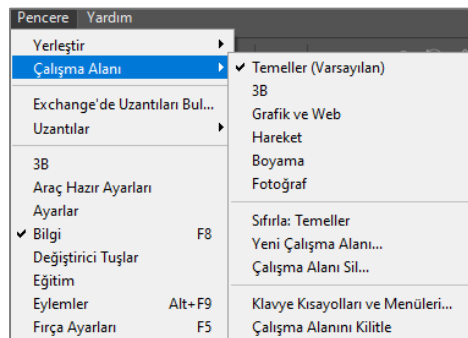 Pencere Yardım
Yerleştir
Çalışma Alanı
Exchange'de Uzantıları Bul...
Uzantılar
3B
Araç Hazır Ayarları
Ayarlar
✔ Bilgi F8
Değiştirici Tuşlar
Eğitim
Eylemler Alt+F9
Fırça Ayarları F5
✔ Temeller (Varsayılan)
3B
Grafik ve Web
Hareket
Boyama
Fotoğraf
Sıfırla: Temeller
Yeni Çalışma Alanı...
Çalışma Alanı Sil...
Klavye Kısayolları ve Menüleri...
Çalışma Alanını Kilitle